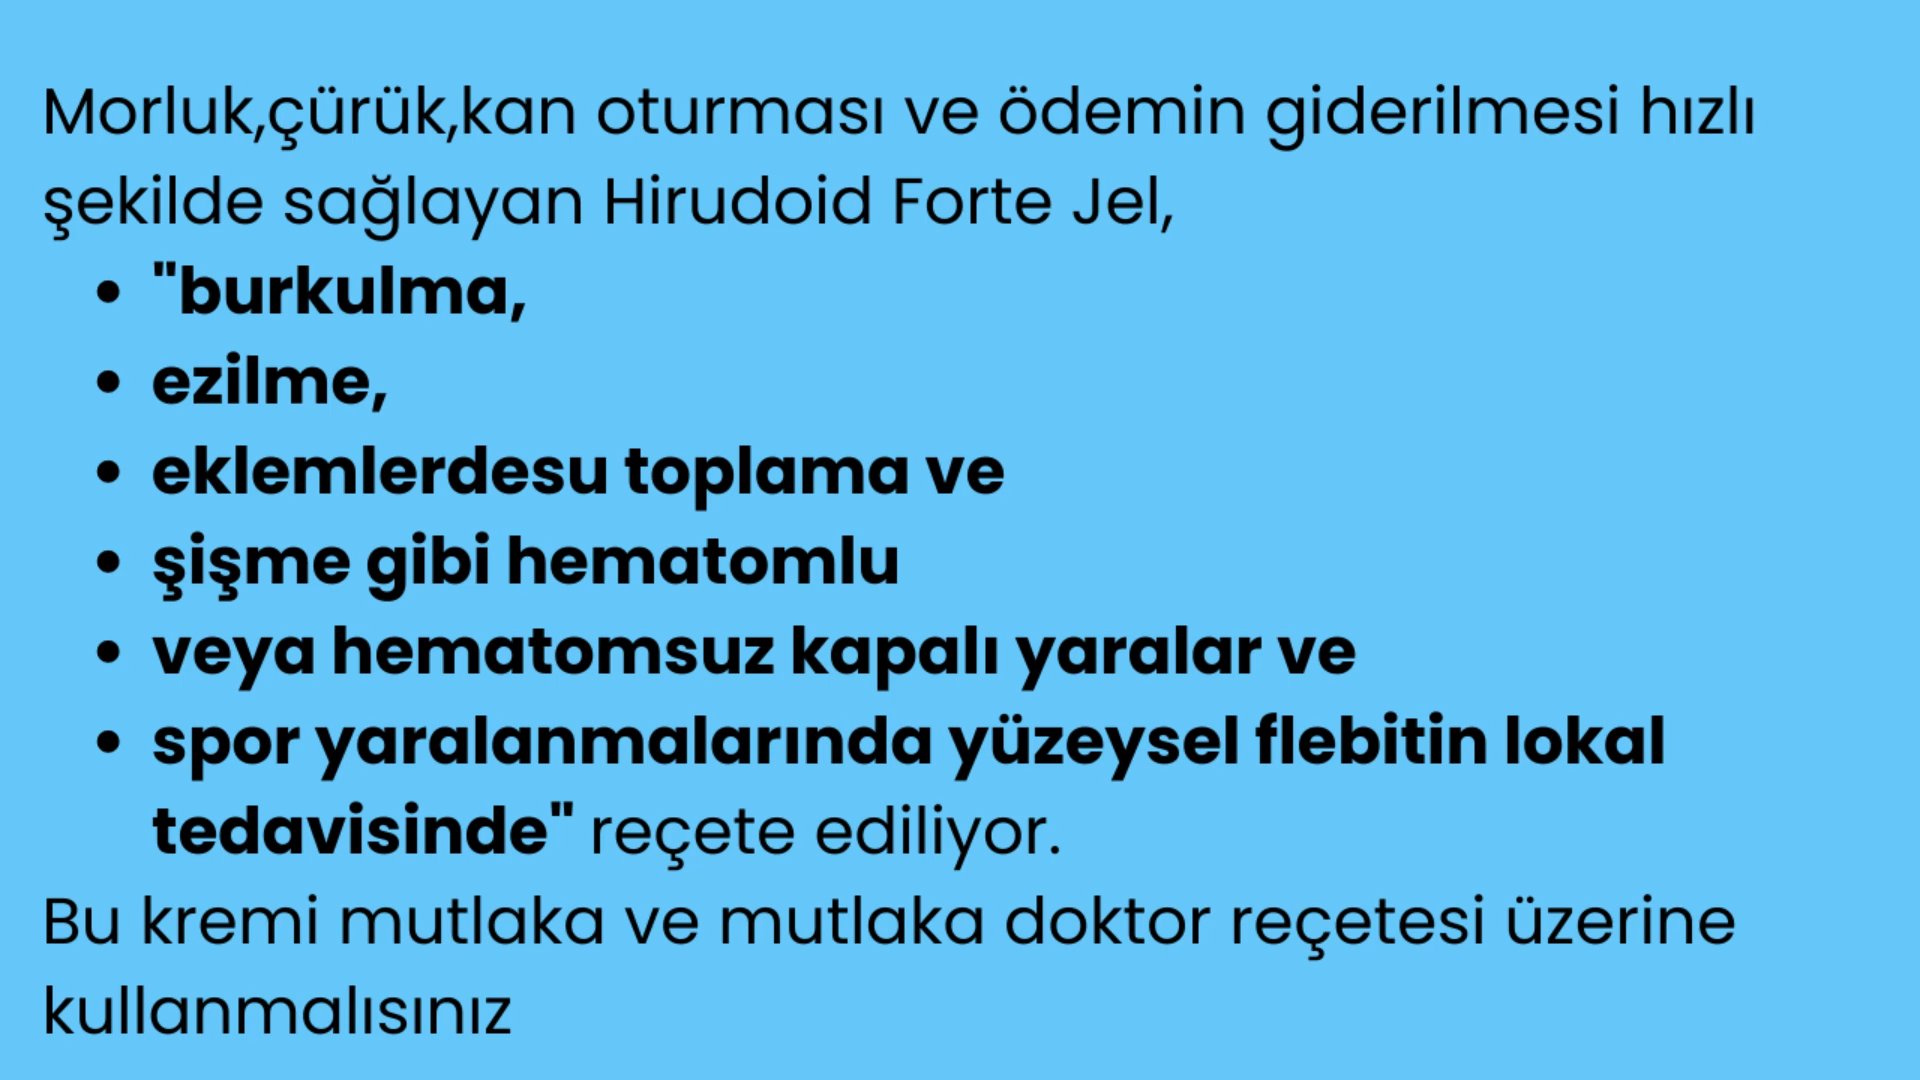 Morluk,çürük,kan oturması ve ödemin giderilmesi hızlı
şekilde sağlayan Hirudoid Forte Jel,
• "burkulma,
• ezilme,
• eklemlerdesu toplama ve
• şişme gibi hematomlu
• veya hematomsuz kapalı yaralar ve
• spor yaralanmalarında yüzeysel flebitin lokal
tedavisinde" reçete ediliyor.
Bu kremi mutlaka ve mutlaka doktor reçetesi üzerine
kullanmalısınız